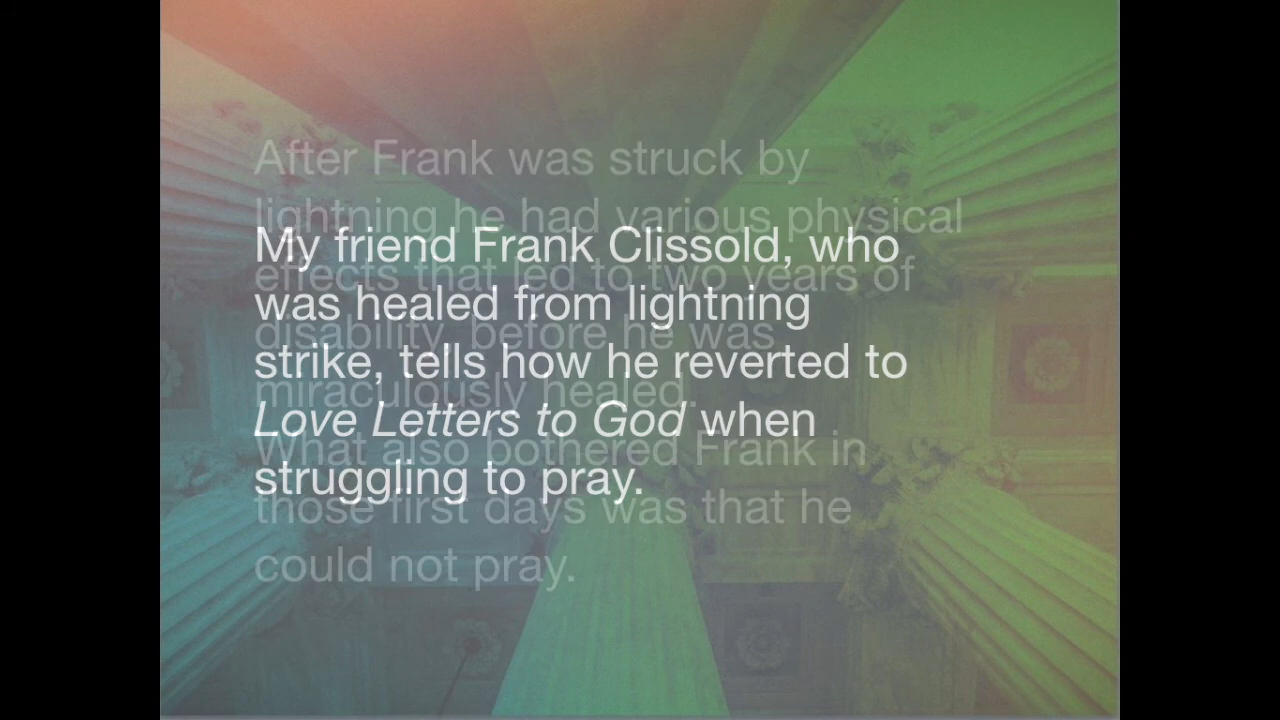 My friend Frank Clissold, who
was healed from lightning
strike, tells how he reverted to
Love Letters to God when
struggling to pray.
After Frank was struck by
lightning he had various physical
effects that led to two years of
disability, before he was
miraculously healed.
What also bothered Frank in
those first days was that he
could not pray.